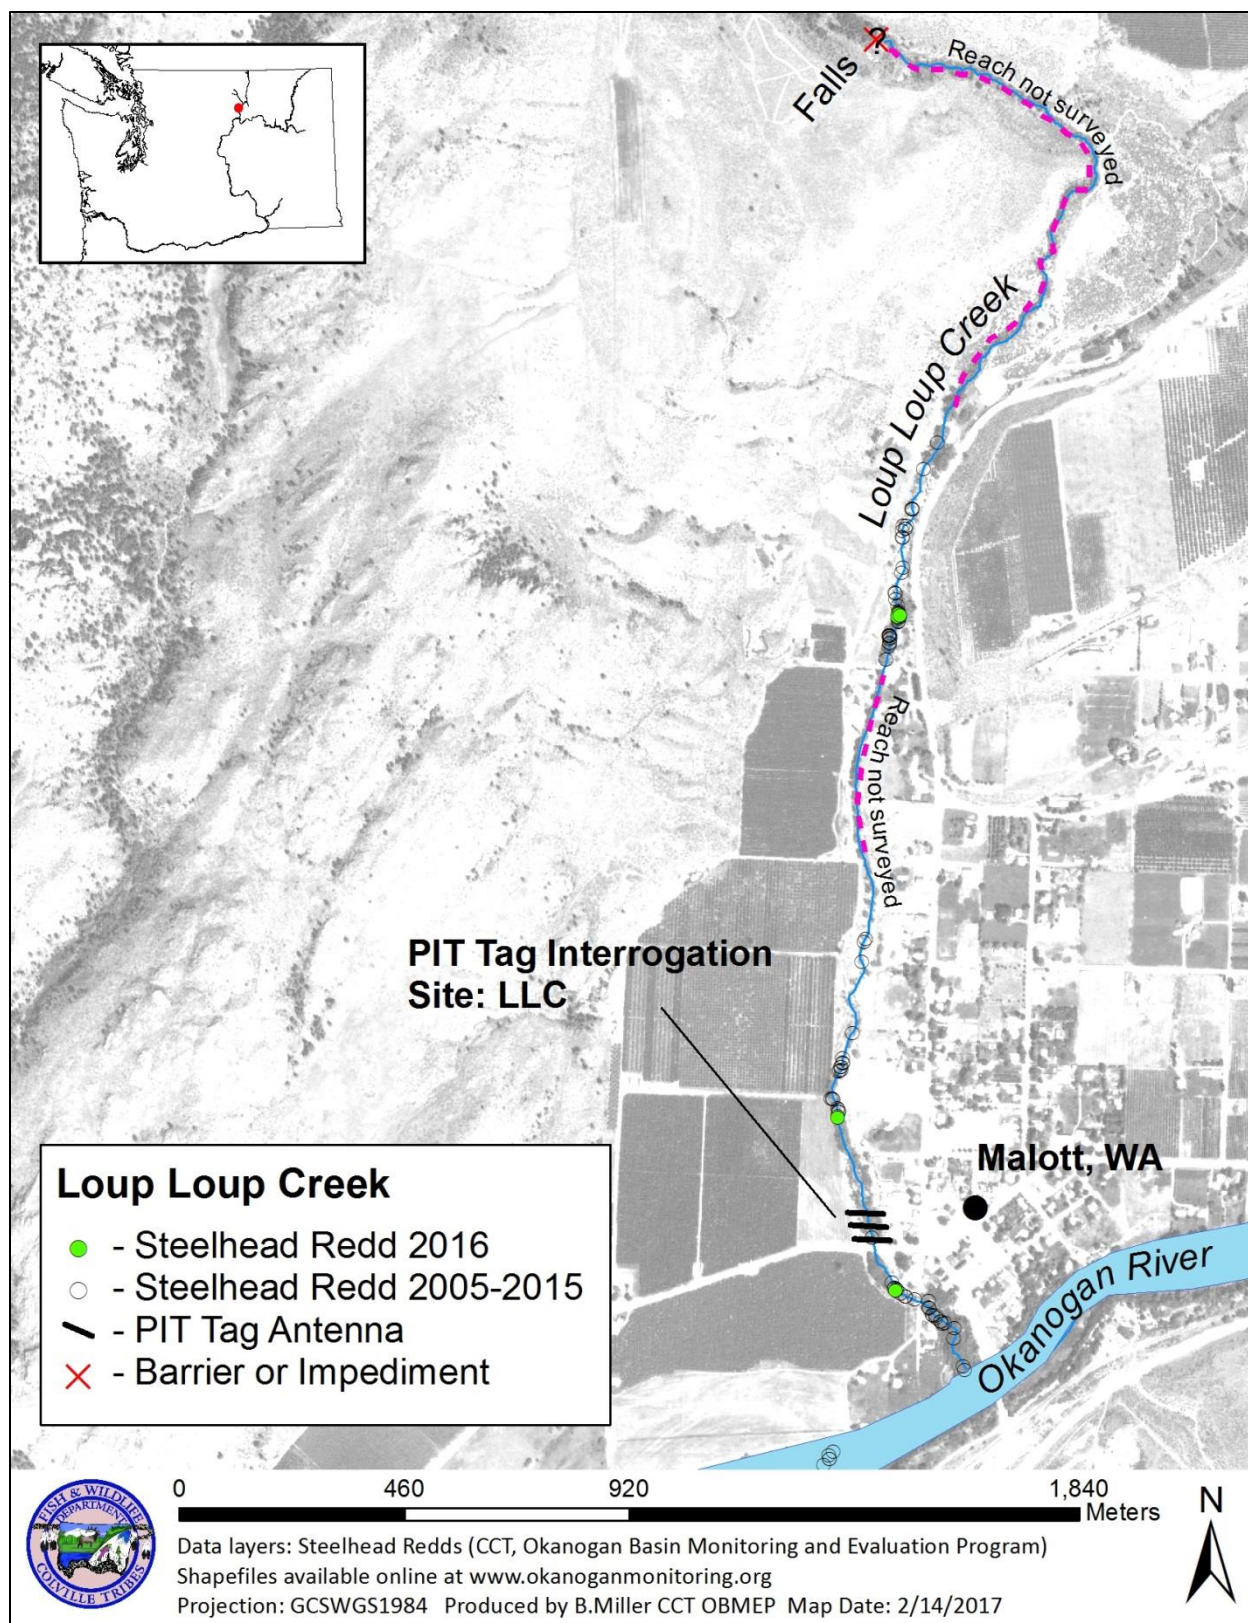 ?
Falls
Reach not surveyed
Loup Loup Creek
Reach not surveyed
PIT Tag Interrogation
Site: LLC
Malott, WA
Okanogan River
Loup Loup Creek
- Steelhead Redd 2016
- Steelhead Redd 2005-2015
- PIT Tag Antenna
- Barrier or Impediment
FISH & WILDLIFE
DEPARTMENT
COLVILLE TRIBES
0 460 920 1,840
Meters
N
Data layers: Steelhead Redds (CCT, Okanogan Basin Monitoring and Evaluation Program)
Shapefiles available online at www.okanoganmonitoring.org
Projection: GCSWGS1984 Produced by B.Miller CCT OBMEP Map Date: 2/14/2017